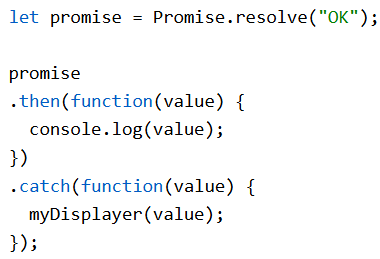 let promise = Promise.resolve("OK");

promise
.then(function(value) {
  console.log(value);
})
.catch(function(value) {
  myDisplayer(value);
});